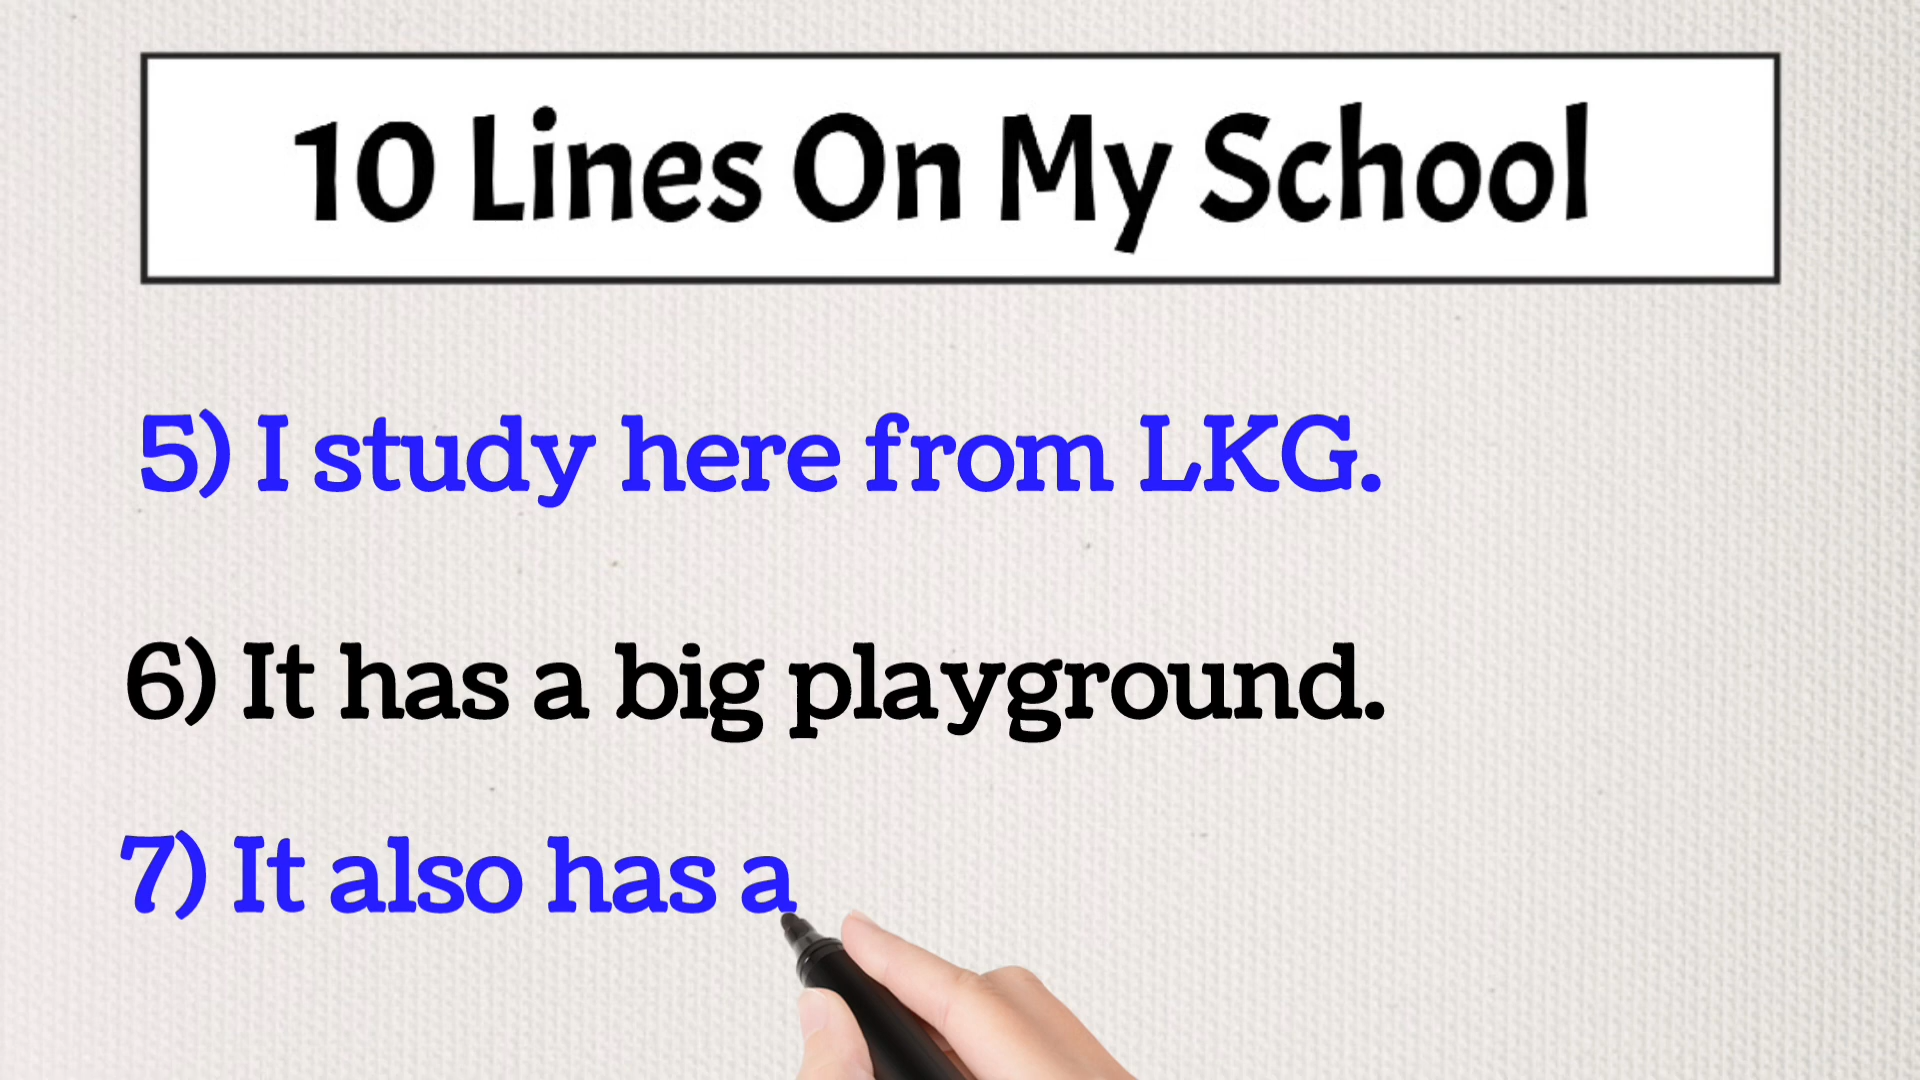 10 Lines On My School
5) I study here from LKG.
6) It has a big playground.
7) It also has a